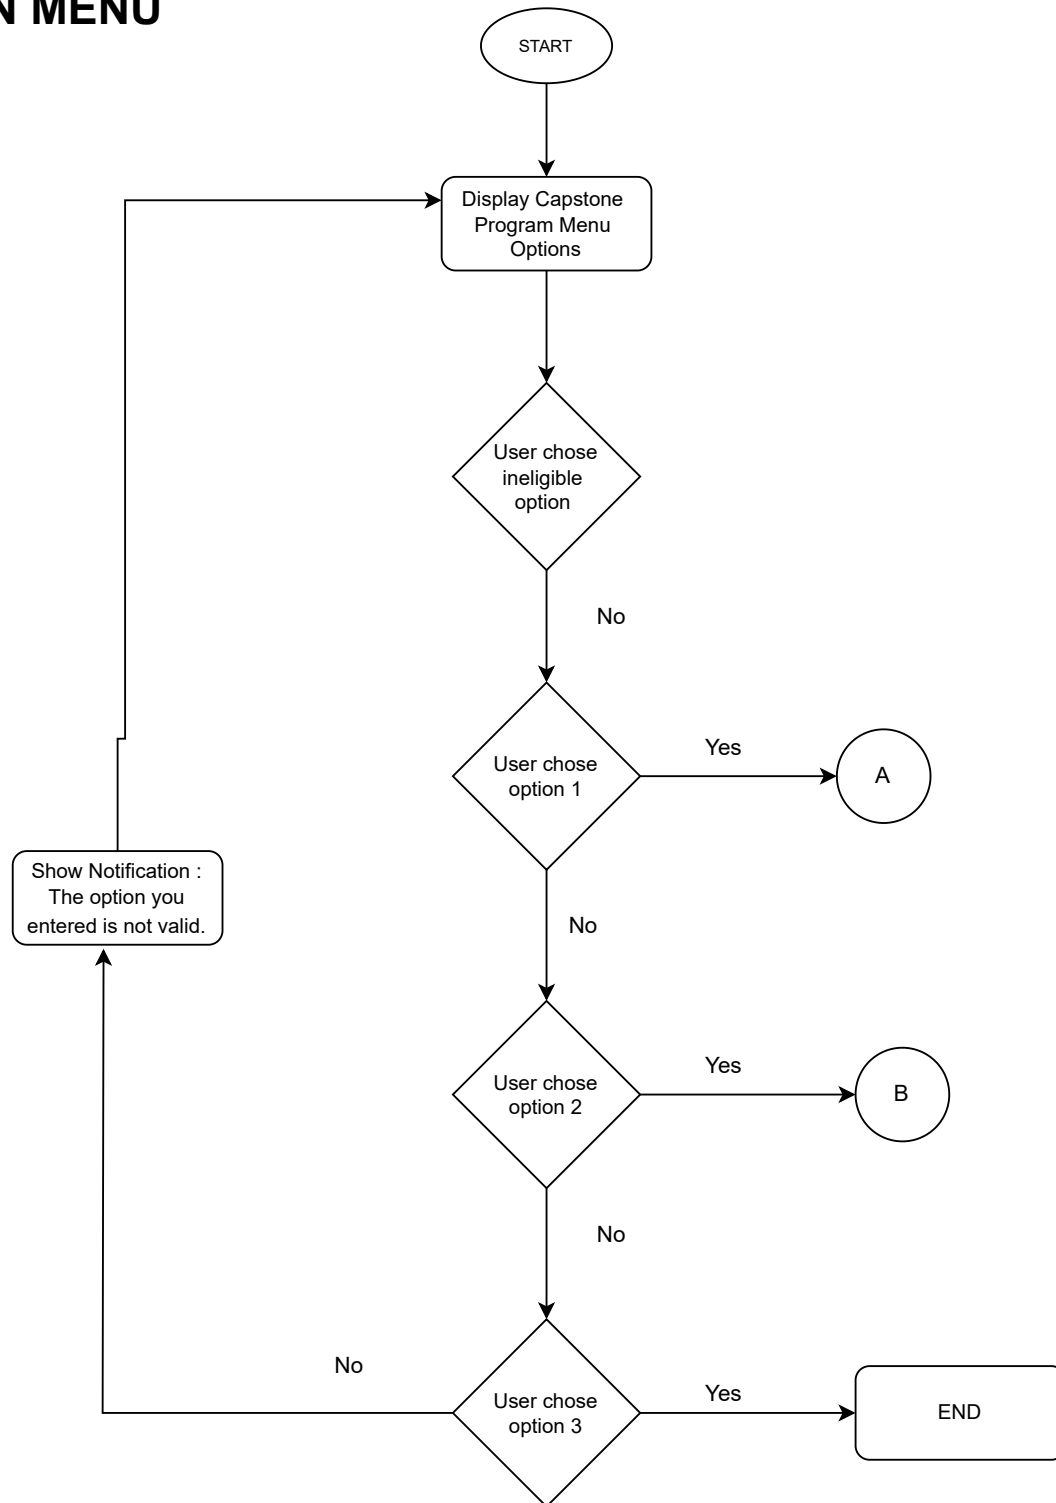 N MENU
START
Display Capstone
Program Menu
Options
User chose
ineligible
option
No
User chose
option 1
Yes
A
Show Notification :
The option you
entered is not valid.
No
User chose
option 2
Yes
B
No
User chose
option 3
No
Yes
END